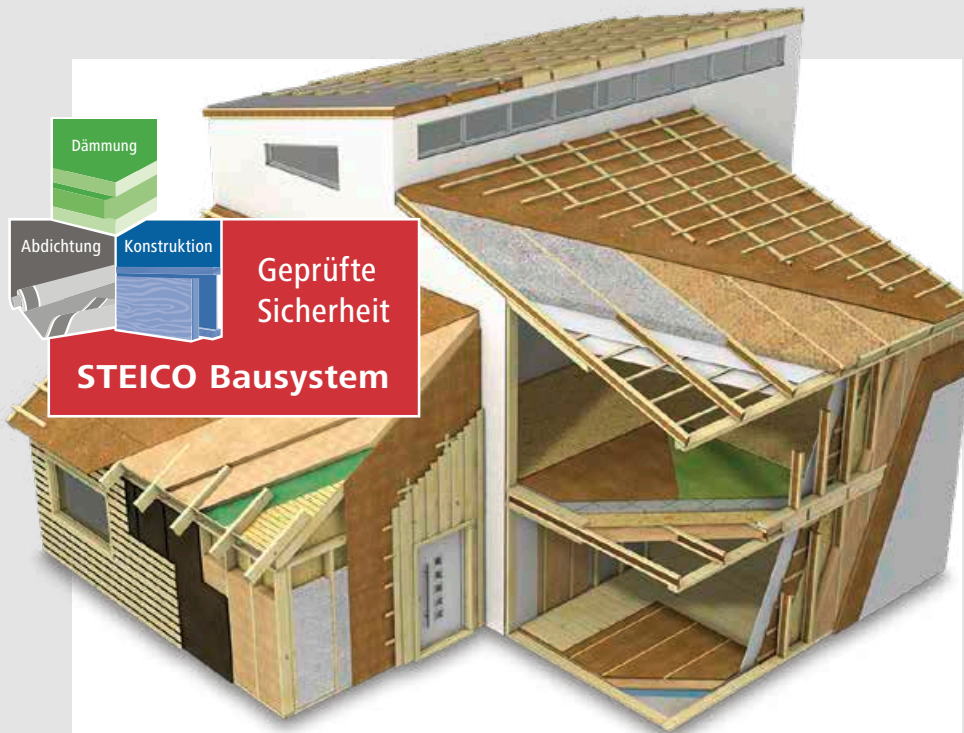 Dämmung
Abdichtung
Konstruktion
Geprüfte
Sicherheit
STEICO Bausystem